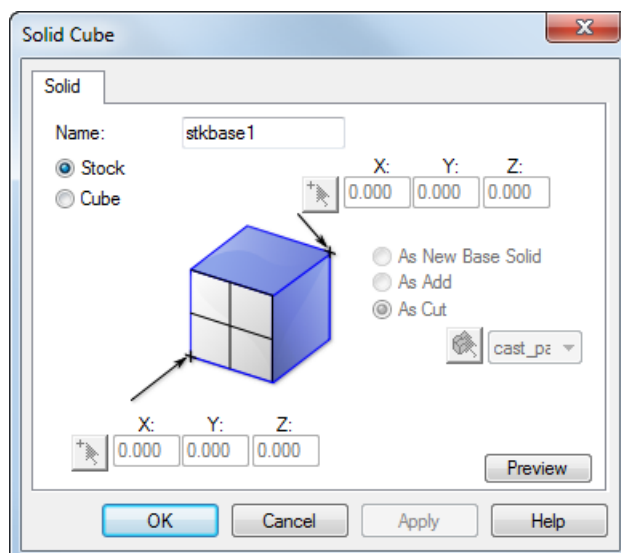 Solid Cube
Solid
Name: stkbase1
Stock
X: Y: Z:
Cube
0.000 0.000 0.000
As New Base Solid
As Add
As Cut
cast_pa
X: Y: Z:
0.000 0.000 0.000
Preview
OK Cancel Apply Help